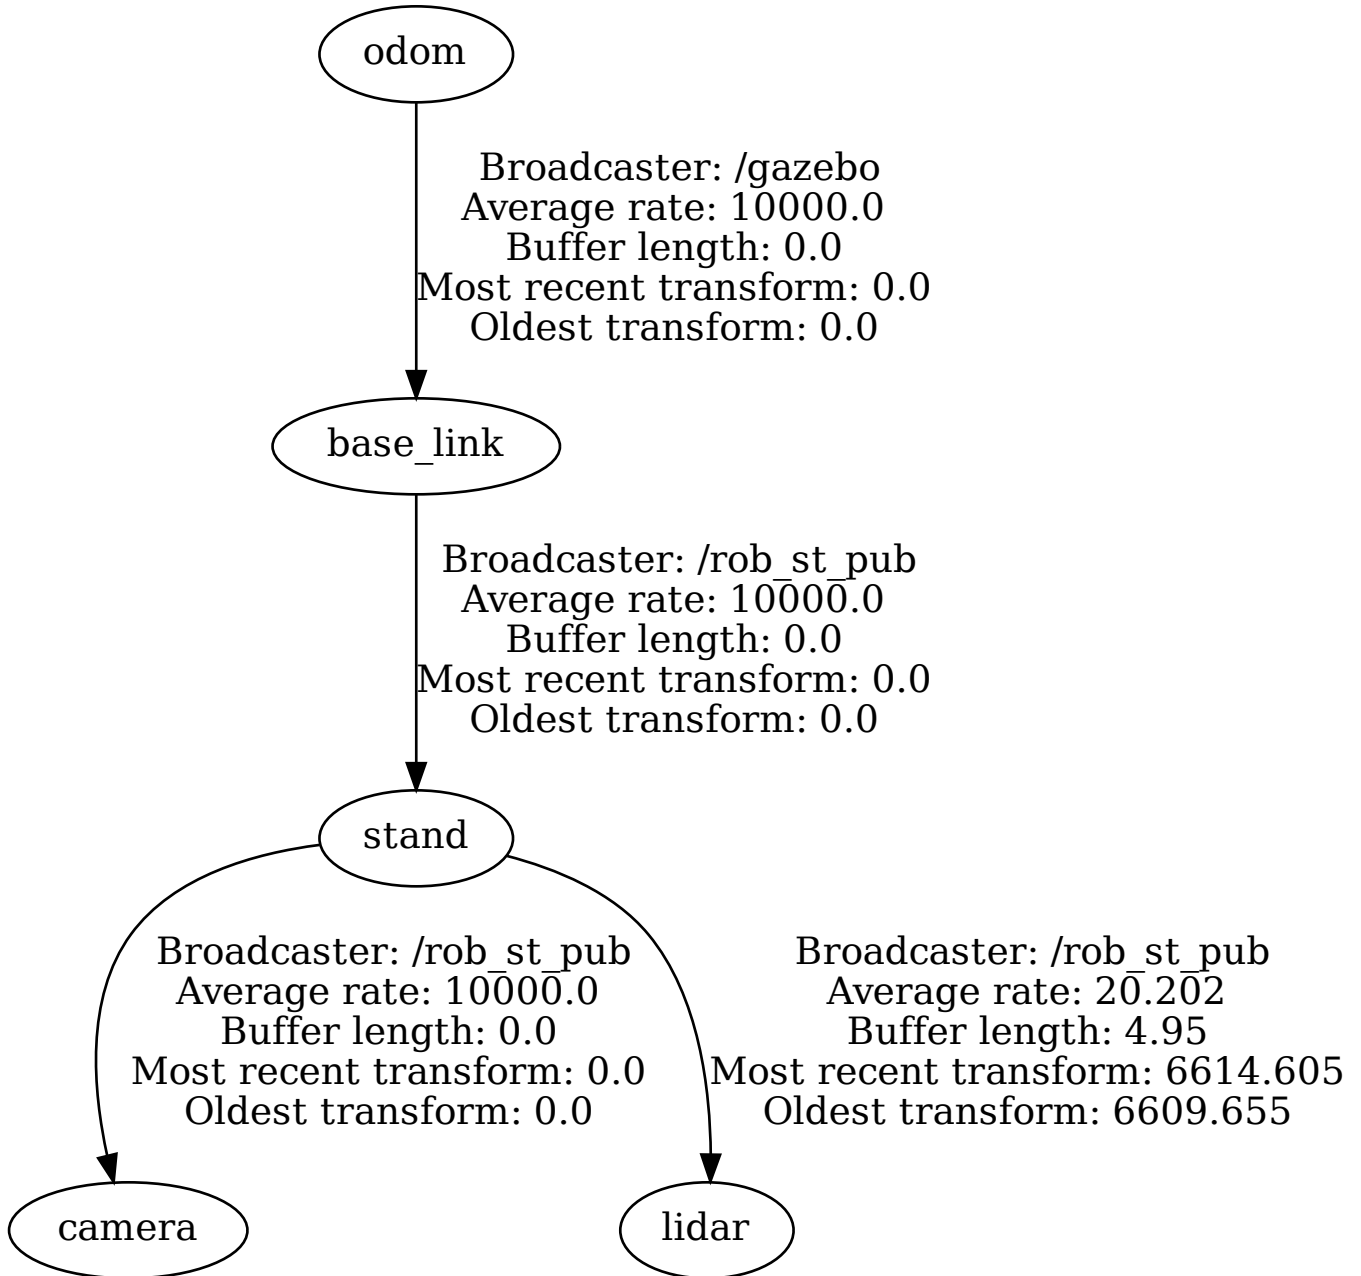 odom
Broadcaster: /gazebo
Average rate: 10000.0
Buffer length: 0.0
Most recent transform: 0.0
Oldest transform: 0.0
base_link
Broadcaster: /rob_st_pub
Average rate: 10000.0
Buffer length: 0.0
Most recent transform: 0.0
Oldest transform: 0.0
stand
Broadcaster: /rob_st_pub
Average rate: 10000.0
Buffer length: 0.0
Most recent transform: 0.0
Oldest transform: 0.0
Broadcaster: /rob_st_pub
Average rate: 20.202
Buffer length: 4.95
Most recent transform: 6614.605
Oldest transform: 6609.655
camera
lidar